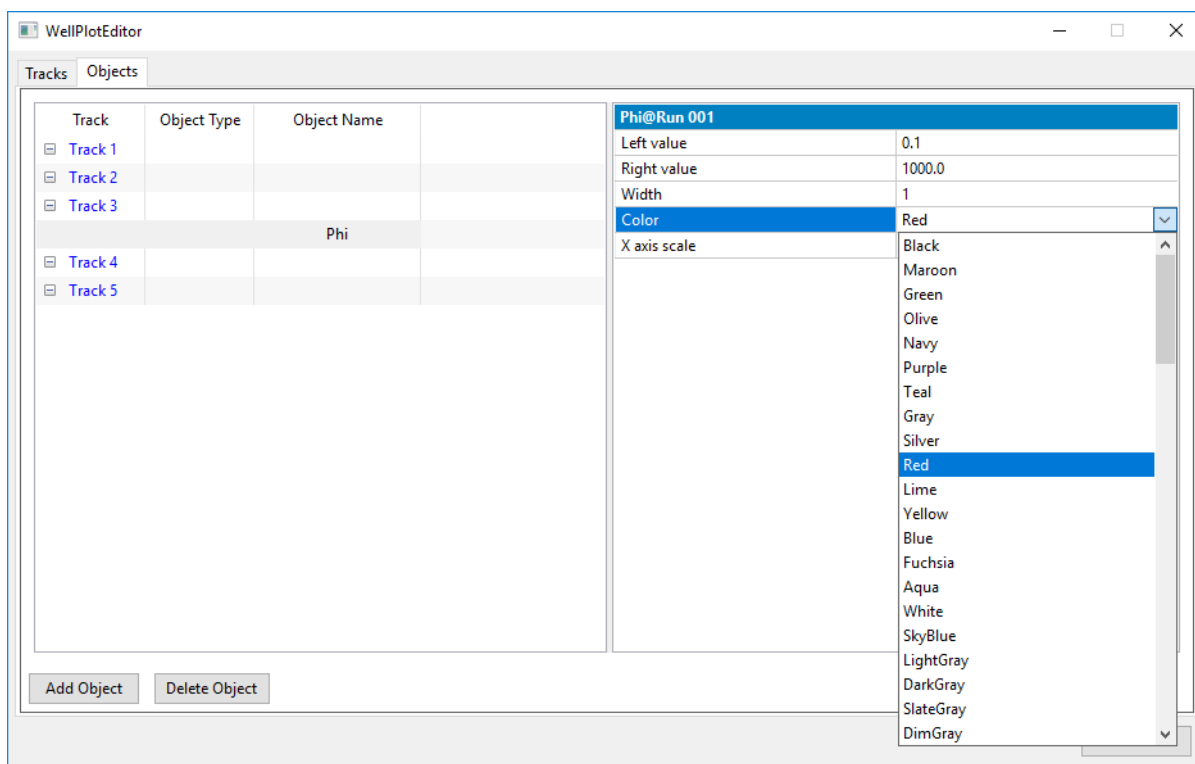 WellPlotEditor
Tracks Objects
Track Object Type Object Name
Track 1
Track 2
Track 3
Phi
Track 4
Track 5
Add Object Delete Object
Phi@Run 001
Left value 0.1
Right value 1000.0
Width 1
Color Red
X axis scale
Black
Maroon
Green
Olive
Navy
Purple
Teal
Gray
Silver
Red
Lime
Yellow
Blue
Fuchsia
Aqua
White
SkyBlue
LightGray
DarkGray
SlateGray
DimGray